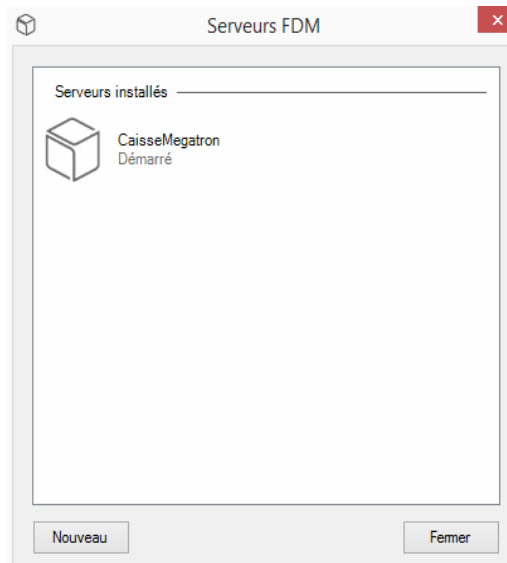 Serveurs FDM
Serveurs installés
CaisseMegatron
Démarré
Nouveau
Fermer